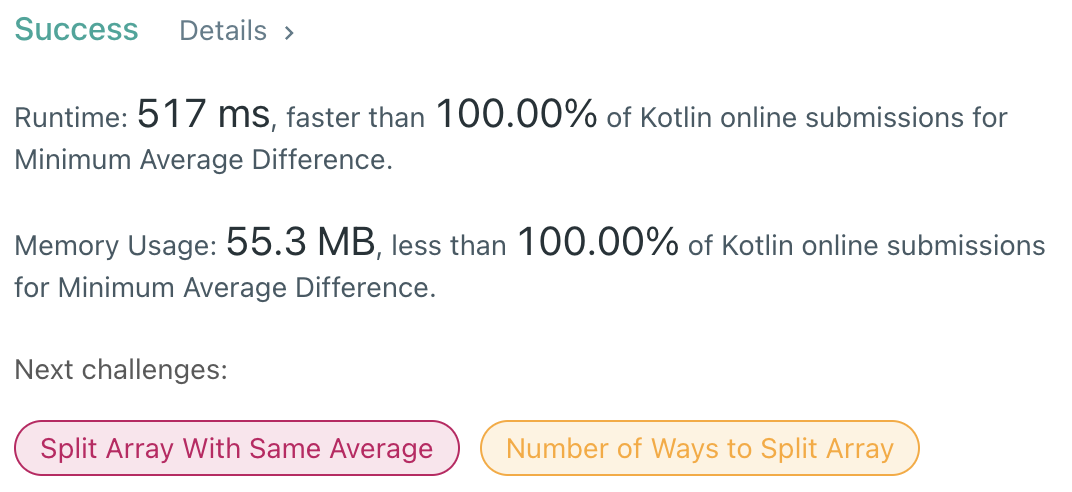 Success Details >
Runtime: 517 ms, faster than 100.00% of Kotlin online submissions for
Minimum Average Difference.
Memory Usage: 55.3 MB, less than 100.00% of Kotlin online submissions
for Minimum Average Difference.
Next challenges:
Split Array With Same Average Number of Ways to Split Array